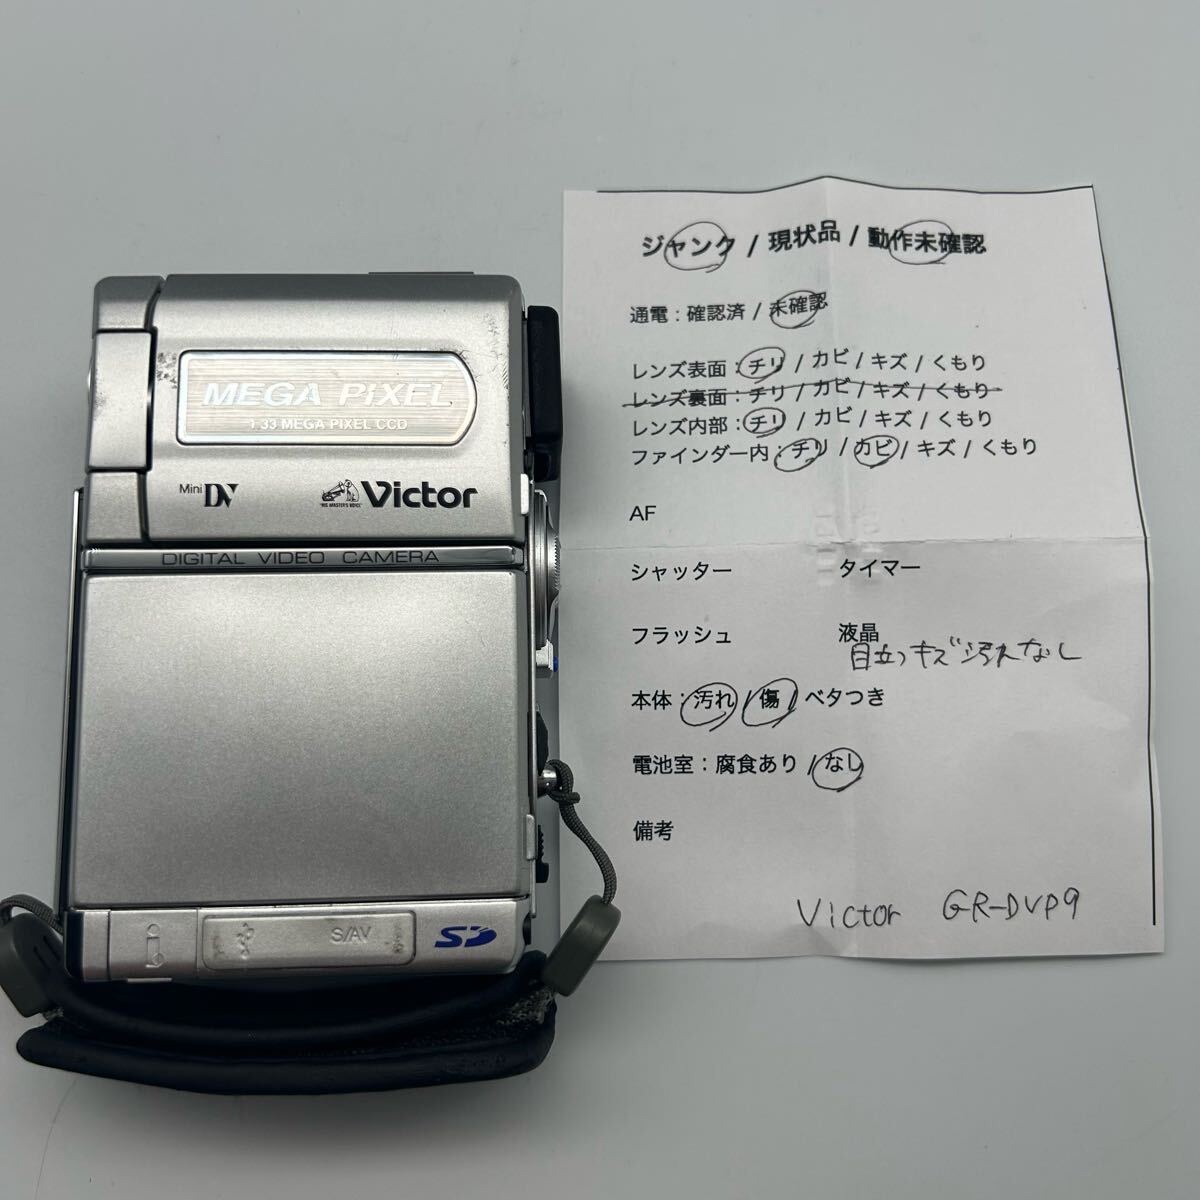 MEGA PIXEL
1.33 MEGA PIXEL CCD
Mini DV
"HIS MASTER'S VOICE"
Victor
DIGITAL VIDEO CAMERA
i
S/AV
SD
ジャンク / 現状品 / 動作未確認
通電：確認済 / 未確認
レンズ表面：チリ / カビ / キズ / くもり
レンズ裏面：チリ / カビ / キズ / くもり
レンズ内部：チリ / カビ / キズ / くもり
ファインダー内：チリ / カビ / キズ / くもり
AF
シャッター タイマー
フラッシュ 液晶
目立つキズ汚れなし
本体：汚れ / 傷 / ベタつき
電池室：腐食あり / なし
備考
Victor GR-DVP9